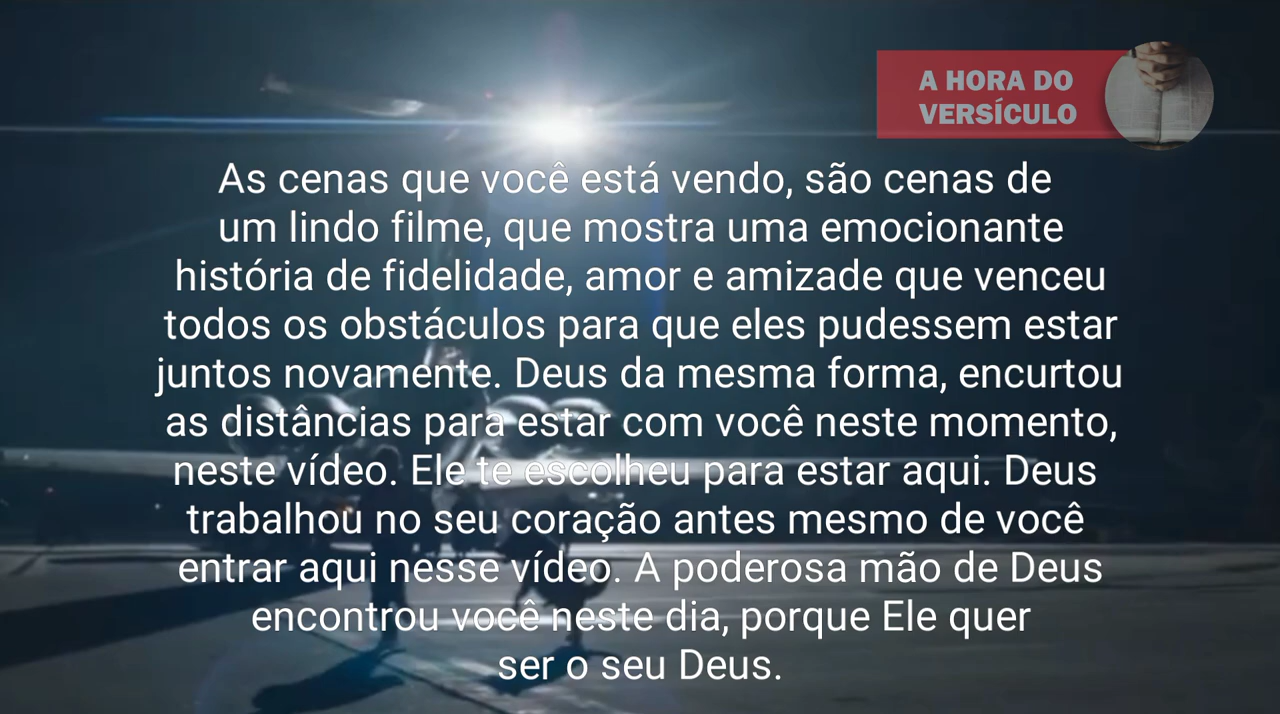 A HORA DO
VERSÍCULO
As cenas que você está vendo, são cenas de
um lindo filme, que mostra uma emocionante
história de fidelidade, amor e amizade que venceu
todos os obstáculos para que eles pudessem estar
juntos novamente. Deus da mesma forma, encurtou
as distâncias para estar com você neste momento,
neste vídeo. Ele te escolheu para estar aqui. Deus
trabalhou no seu coração antes mesmo de você
entrar aqui nesse vídeo. A poderosa mão de Deus
encontrou você neste dia, porque Ele quer
ser o seu Deus.